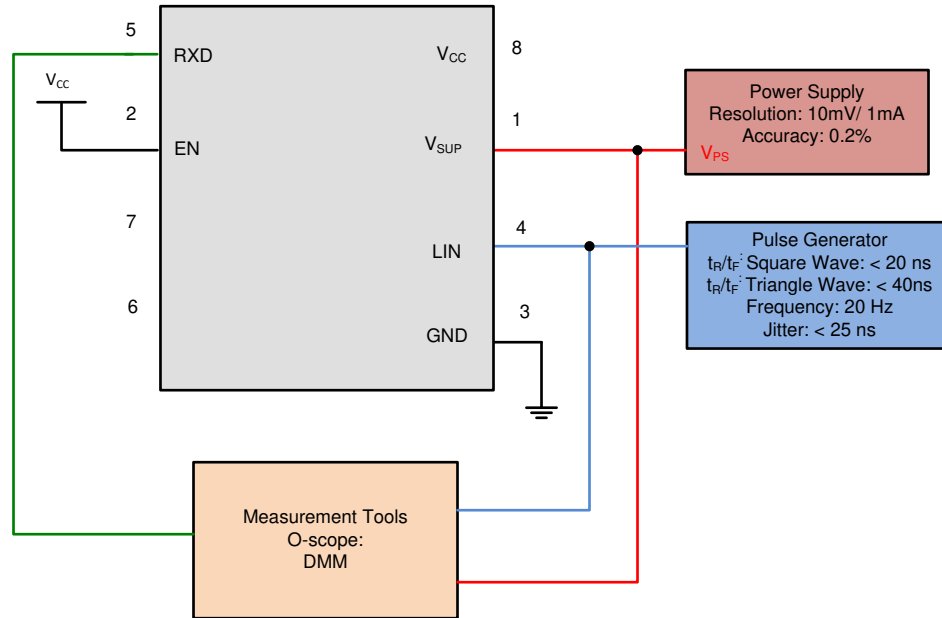 5
RXD
VCC
8
Power Supply
Resolution: 10mV/ 1mA
Accuracy: 0.2%
VPS
VCC
2
EN
1
VSUP
7
4
LIN
Pulse Generator
tR/tF: Square Wave: < 20 ns
tR/tF: Triangle Wave: < 40ns
Frequency: 20 Hz
Jitter: < 25 ns
6
3
GND
Measurement Tools
O-scope:
DMM